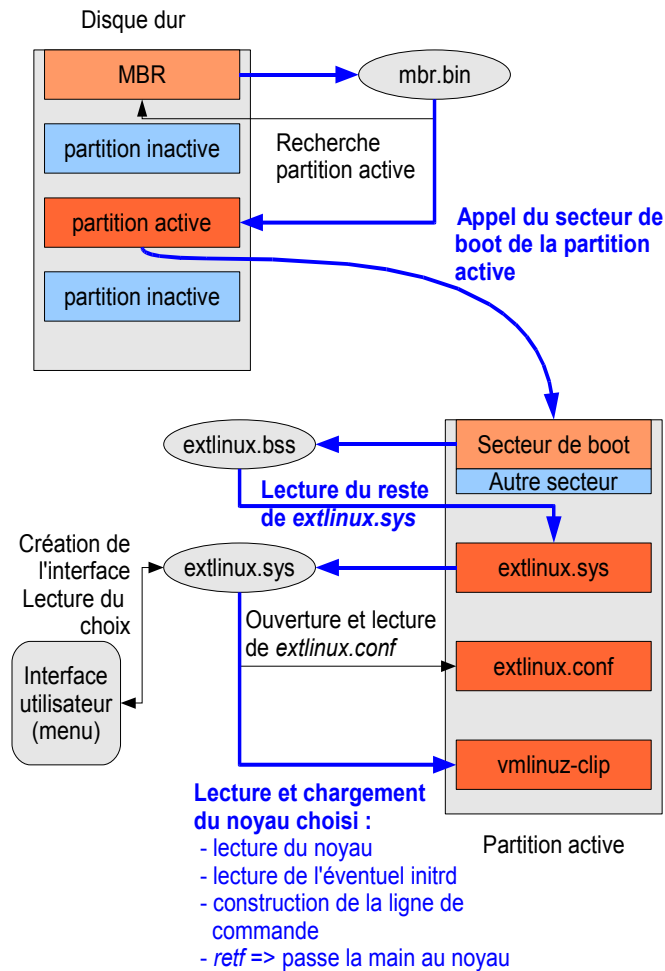 Disque dur
MBR
mbr.bin
partition inactive
Recherche
partition active
partition active
Appel du secteur de
boot de la partition
active
partition inactive
extlinux.bss
Secteur de boot
Autre secteur
Lecture du reste
de extlinux.sys
Création de
l'interface
Lecture du
choix
extlinux.sys
extlinux.sys
Ouverture et lecture
de extlinux.conf
extlinux.conf
Interface
utilisateur
(menu)
vmlinuz-clip
Lecture et chargement
du noyau choisi :
- lecture du noyau
- lecture de l'éventuel initrd
- construction de la ligne de
commande
- retf => passe la main au noyau
Partition active